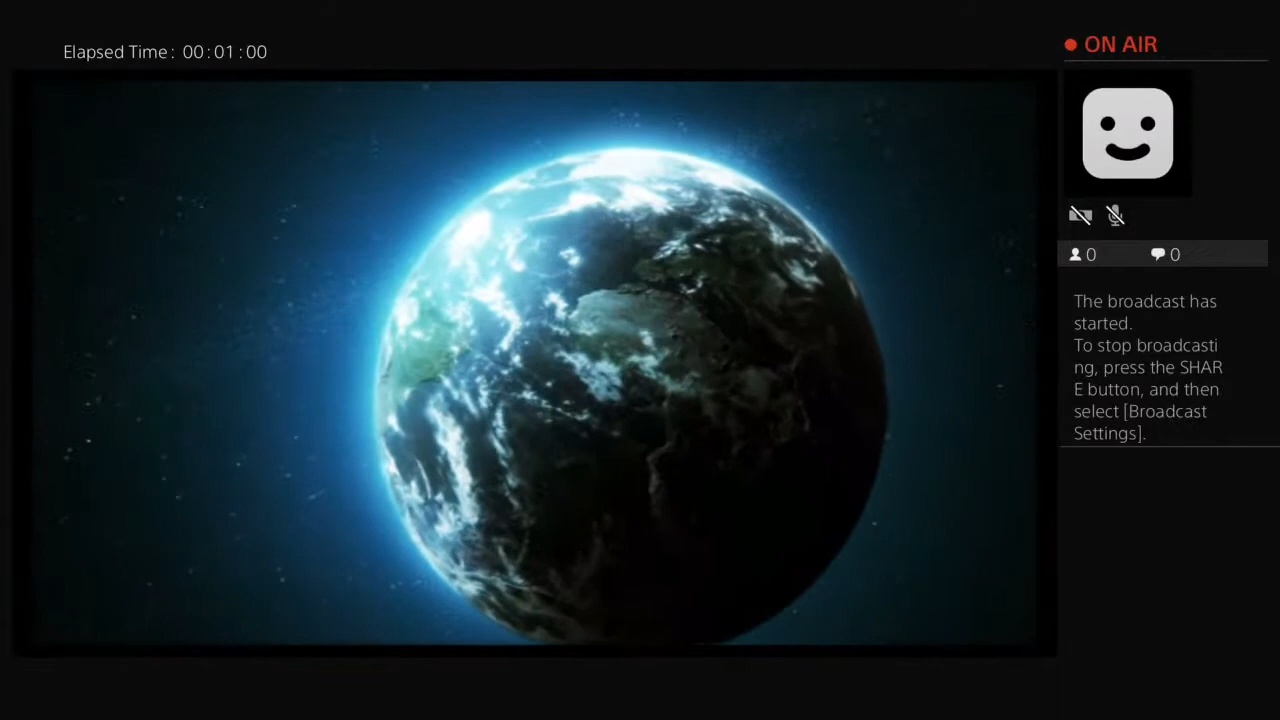 Elapsed Time: 00:01:00
ON AIR
0 0
The broadcast has
started.
To stop broadcasti
ng, press the SHAR
E button, and then
select [Broadcast
Settings].